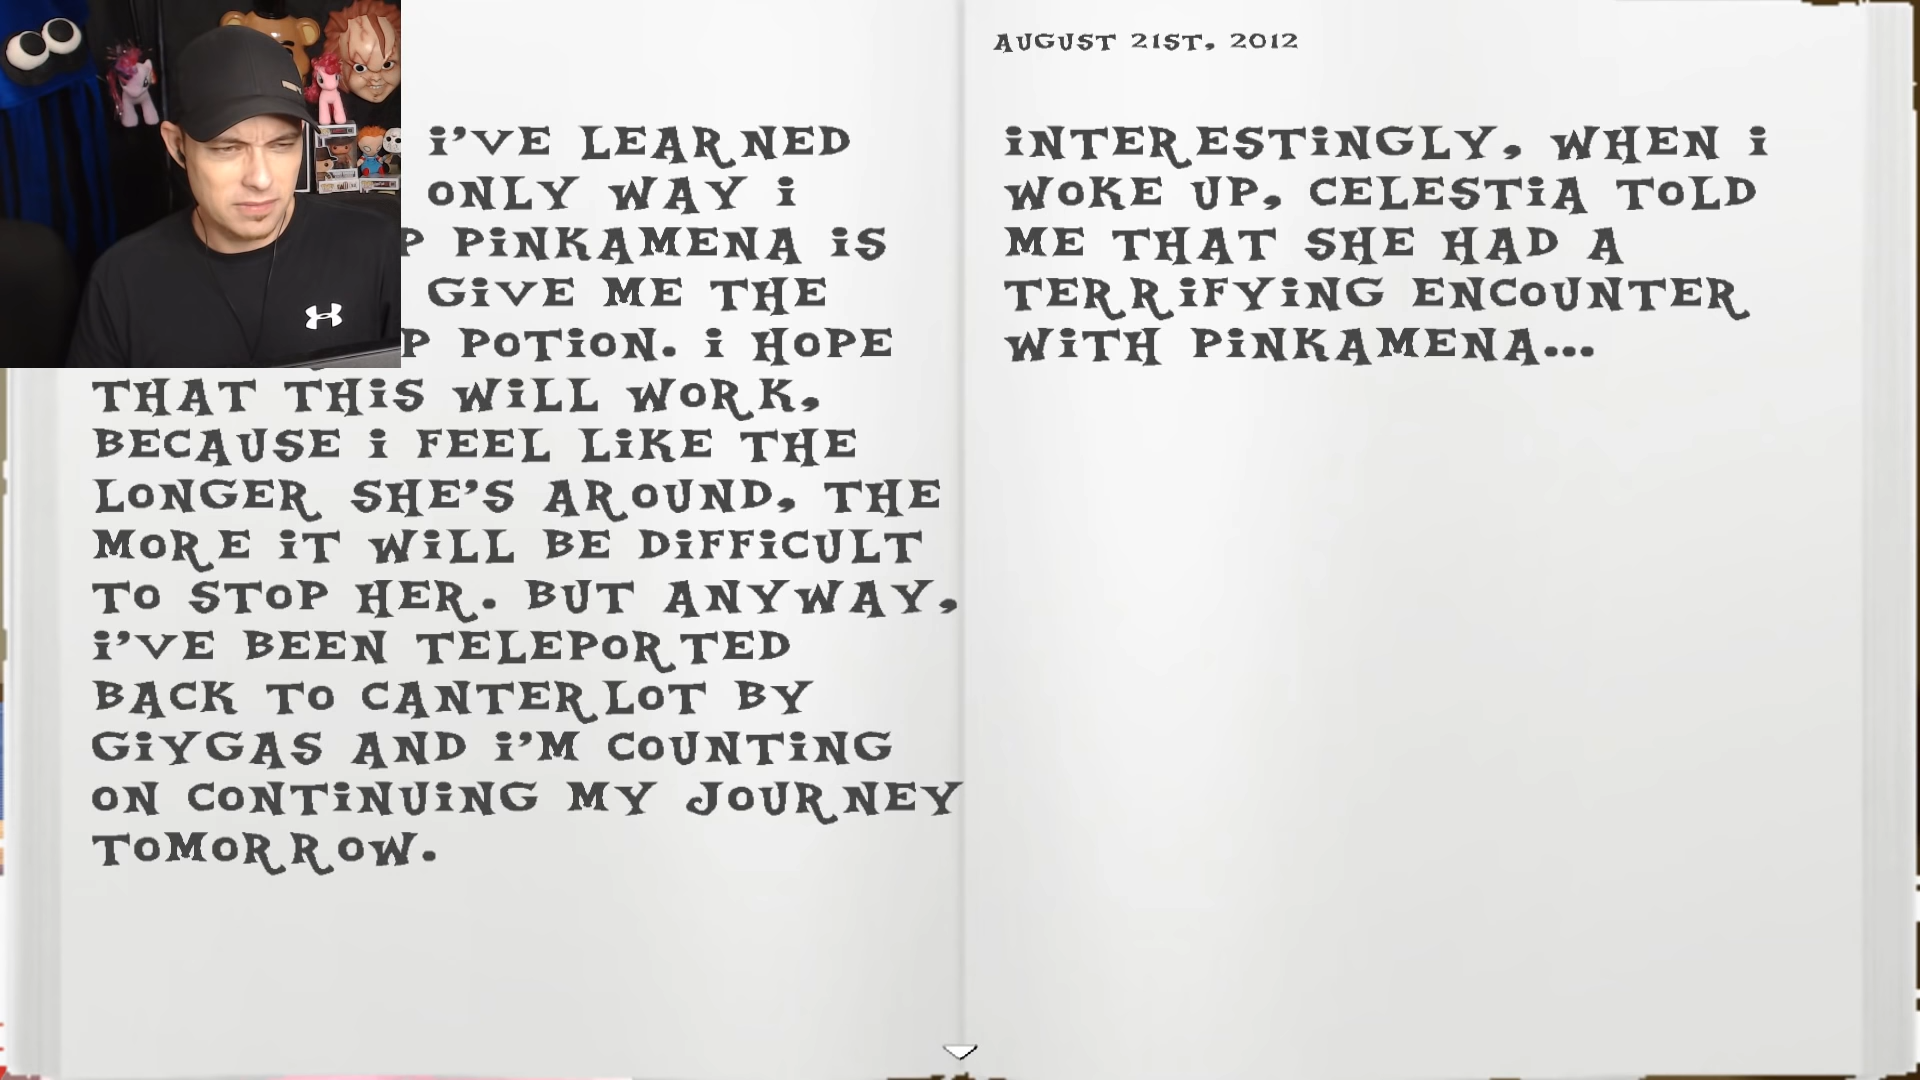 i've learned
only way i
p Pinkamena is
give me the
p potion. i hope
that this will work,
because i feel like the
longer she's around, the
more it will be difficult
to stop her. but anyway,
i've been teleported
back to Canterlot by
Giygas and i'm counting
on continuing my journey
tomorrow.
August 21st, 2012
interestingly, when i
woke up, Celestia told
me that she had a
terrifying encounter
with Pinkamena...